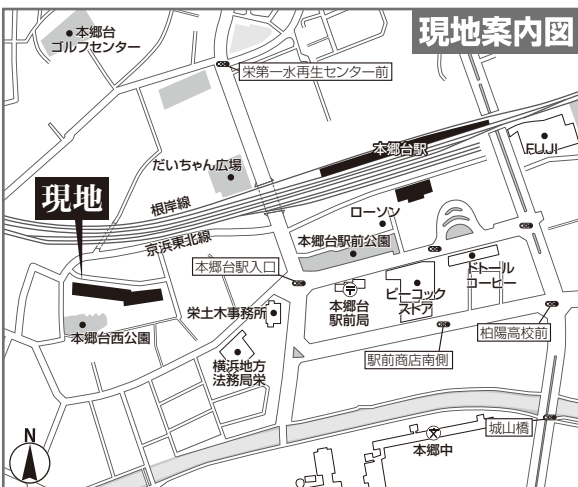 現地案内図
本郷台
ゴルフセンター
栄第一水再生センター前
本郷台駅
FUJI
だいちゃん広場
現地
根岸線
ローソン
京浜東北線
本郷台駅前公園
本郷台駅入口
ドトール
コーヒー
ピーコック
ストア
本郷台
駅前局
栄土木事務所
本郷台西公園
柏陽高校前
駅前商店南側
横浜地方
法務局栄
城山橋
文
本郷中
N